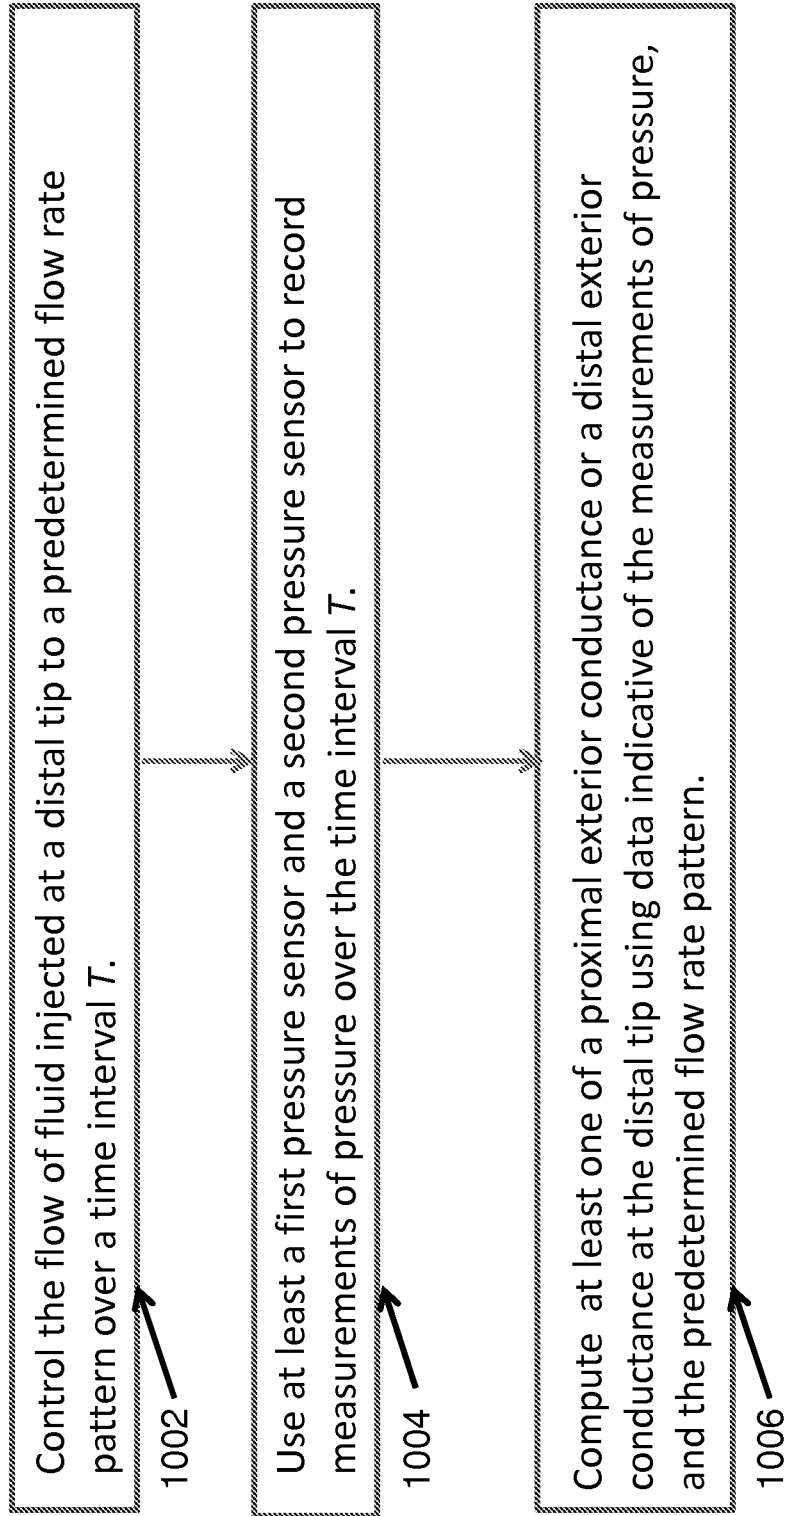 Control the flow of fluid injected at a distal tip to a predetermined flow rate
pattern over a time interval T.
1002
Use at least a first pressure sensor and a second pressure sensor to record
measurements of pressure over the time interval T.
1004
Compute at least one of a proximal exterior conductance or a distal exterior
conductance at the distal tip using data indicative of the measurements of pressure,
and the predetermined flow rate pattern.
1006